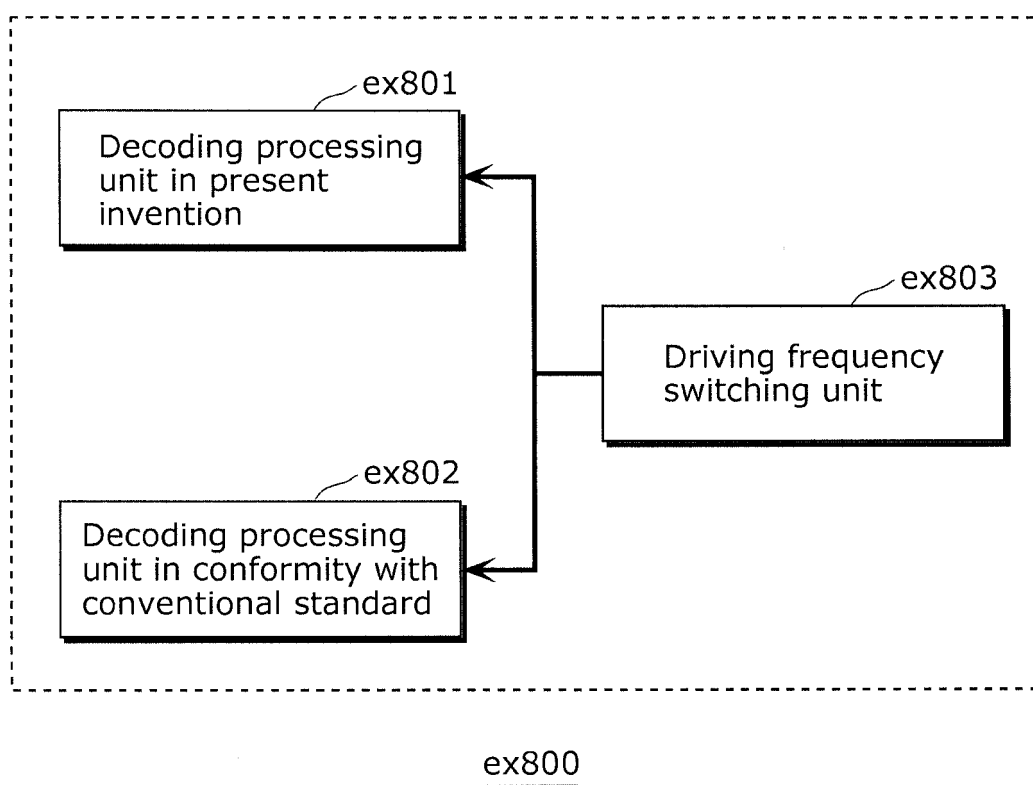 ex801
Decoding processing
unit in present
invention
ex803
Driving frequency
switching unit
ex802
Decoding processing
unit in conformity with
conventional standard
ex800